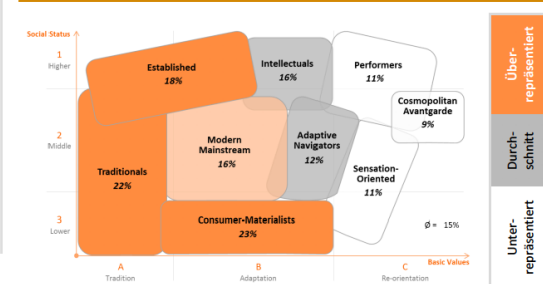 Social Status
1
Higher
2
Middle
3
Lower
Established
18%
Intellectuals
16%
Performers
11%
Cosmopolitan
Avantgarde
9%
Modern
Mainstream
16%
Adaptive
Navigators
12%
Traditionals
22%
Sensation-
Oriented
11%
Consumer-Materialists
23%
Ø = 15%
Basic Values
A
Tradition
B
Adaptation
C
Re-orientation
Über-
repräsentiert
Durch-
schnitt
Unter-
repräsentiert